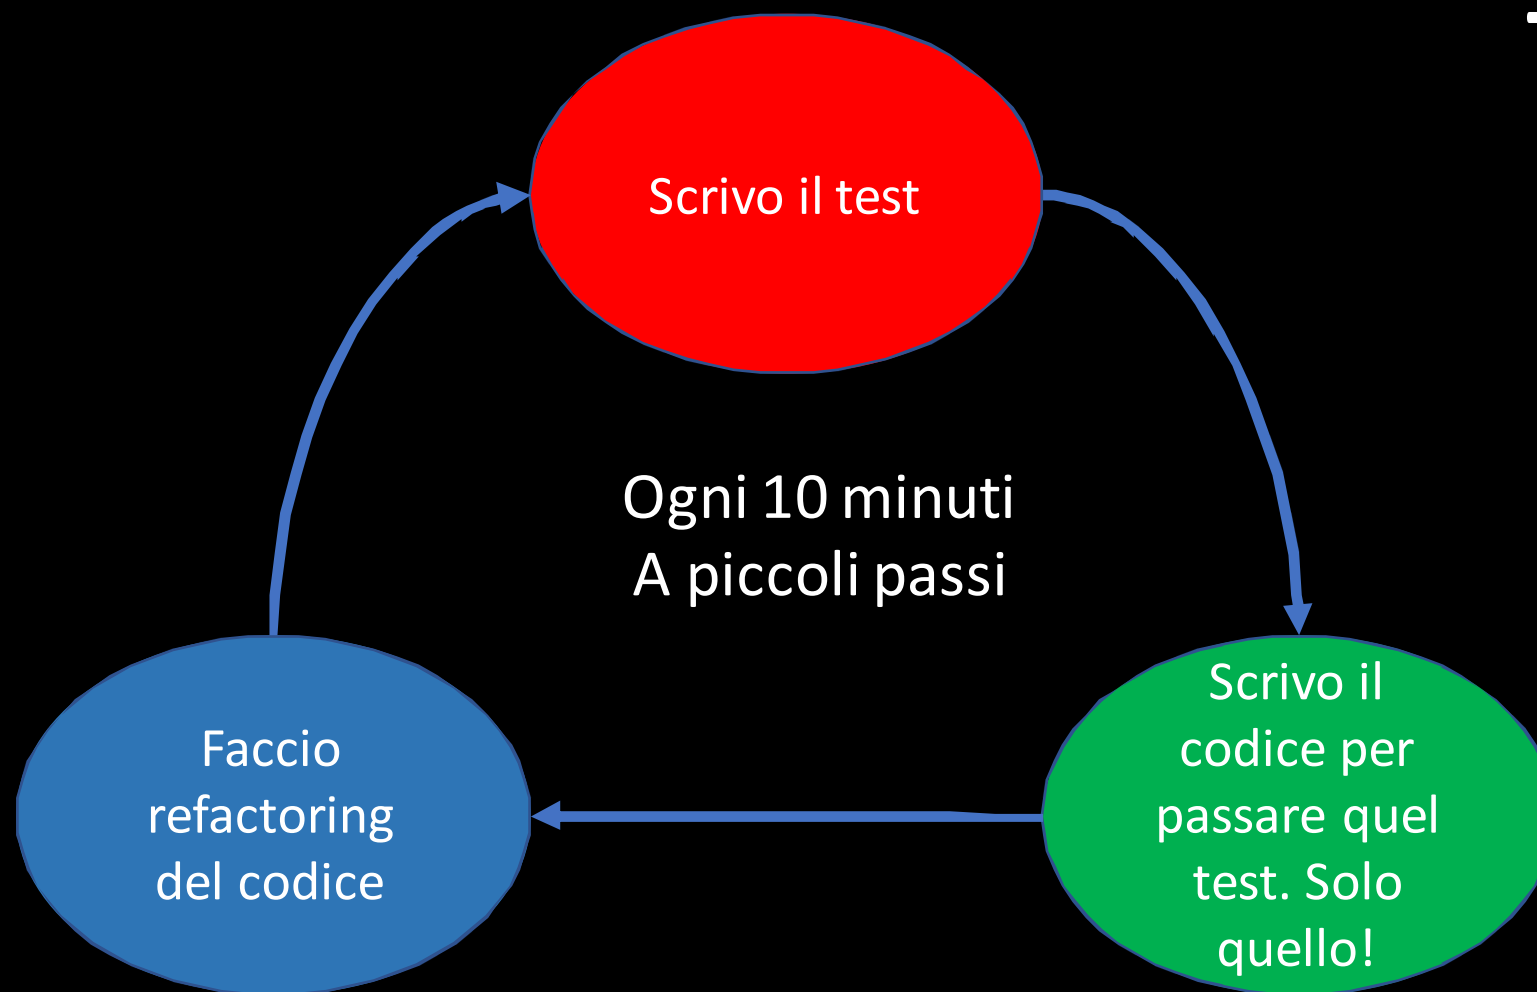 Scrivo il test
Ogni 10 minuti
A piccoli passi
Faccio
refactoring
del codice
Scrivo il
codice per
passare quel
test. Solo
quello!